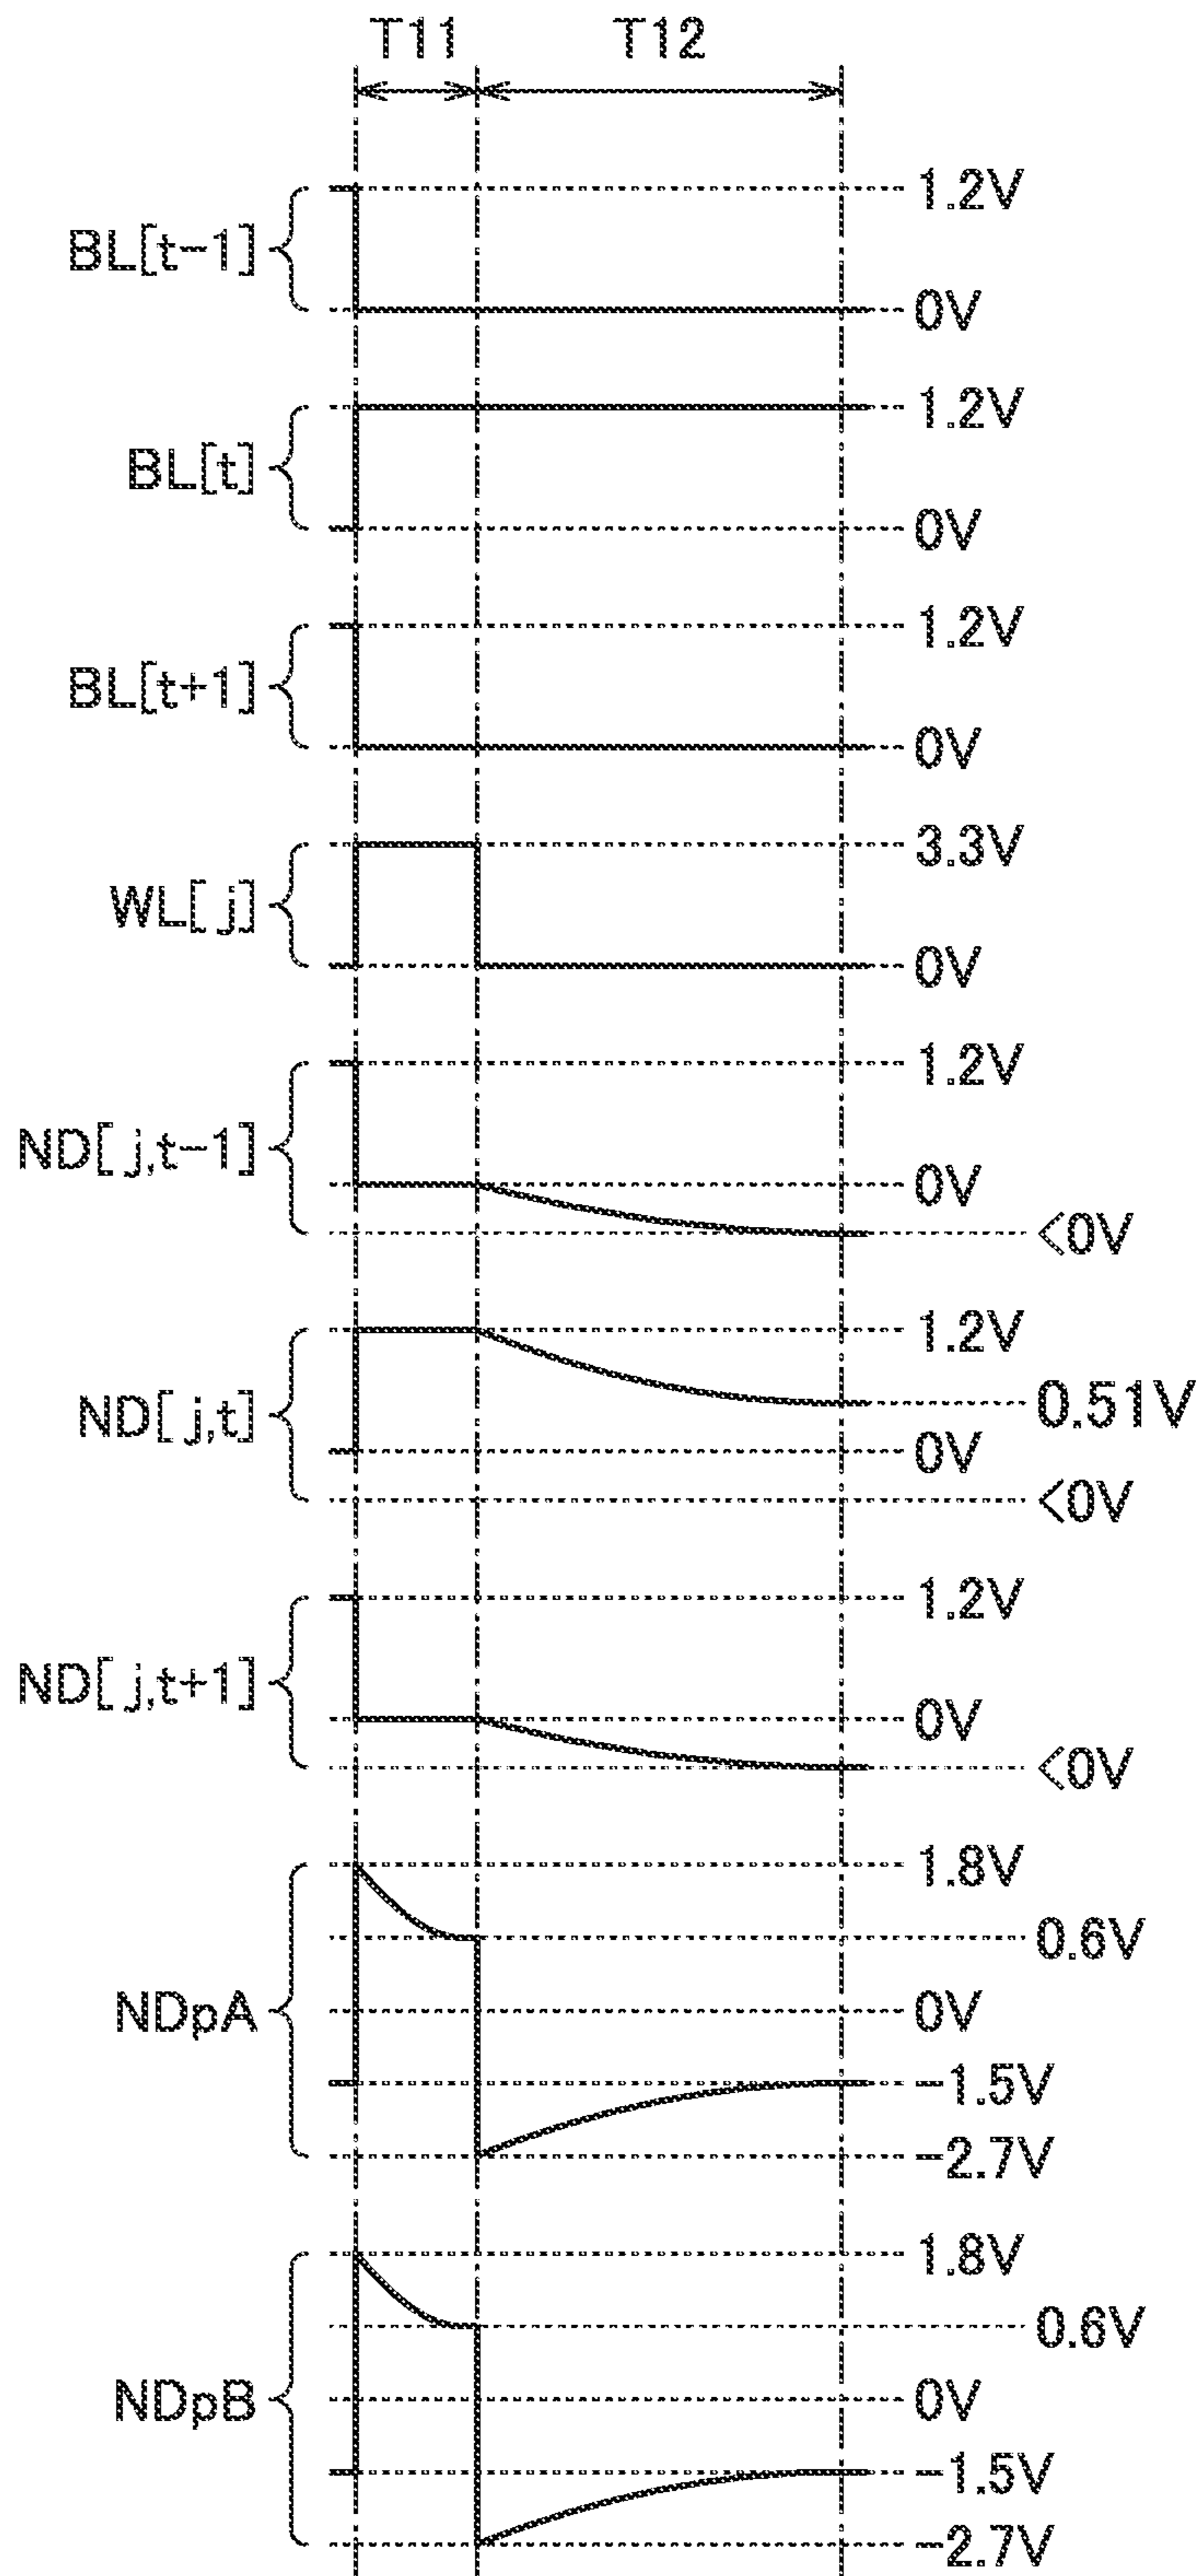 T11 T12
1.2V
BL[t-1]
0V
1.2V
BL[t]
0V
1.2V
BL[t+1]
0V
3.3V
WL[j]
0V
1.2V
ND[j,t-1]
0V
<0V
1.2V
0.51V
ND[j,t]
0V
<0V
1.2V
ND[j,t+1]
0V
<0V
1.8V
0.6V
NDpA
0V
-1.5V
-2.7V
1.8V
0.6V
NDpB
0V
-1.5V
-2.7V